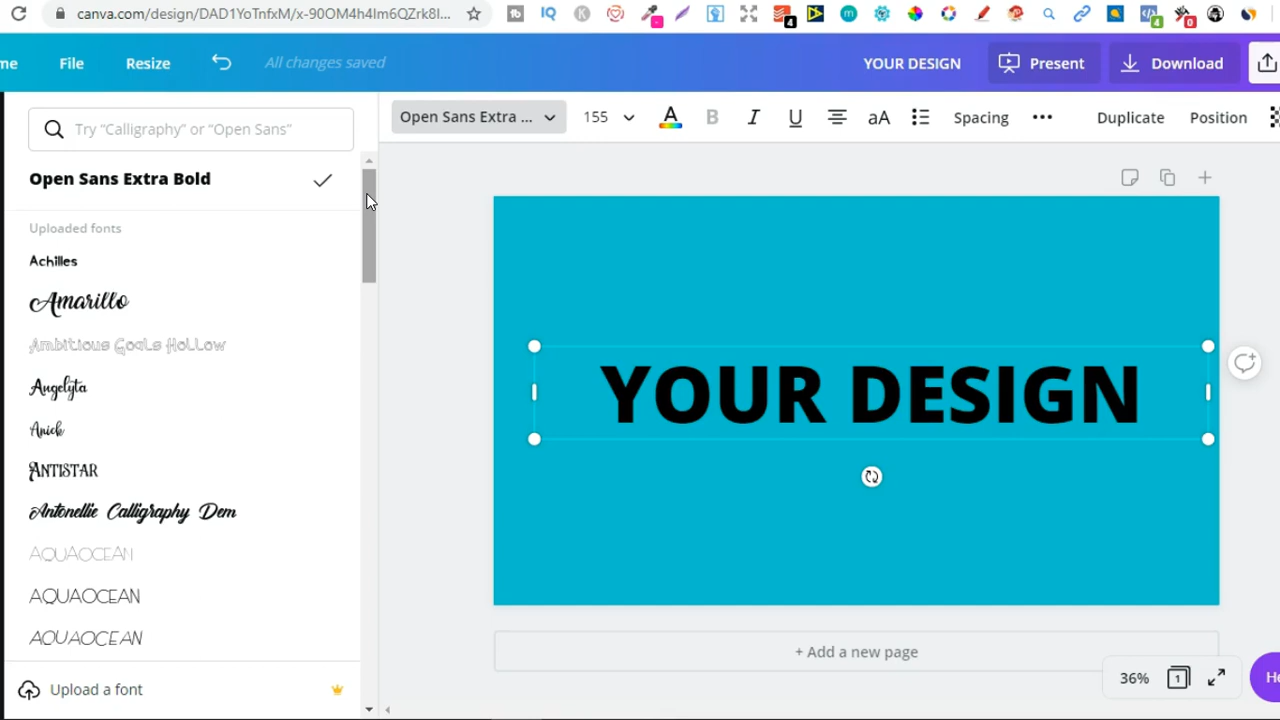 canva.com/design/DAD1YoTnfxM/x-90OM4h4Im6QZrk8I...
me File Resize All changes saved YOUR DESIGN Present Download
Try “Calligraphy” or “Open Sans”
Open Sans Extra ... 155 A B I U aA Spacing ••• Duplicate Position
Open Sans Extra Bold
Uploaded fonts
Achilles
Amarillo
Ambitious Goals Hollow
Angelyta
Anick
ANTISTAR
Antonellie Calligraphy Dem
AQUAOCEAN
AQUAOCEAN
AQUAOCEAN
Upload a font
YOUR DESIGN
+ Add a new page
36% 1 He